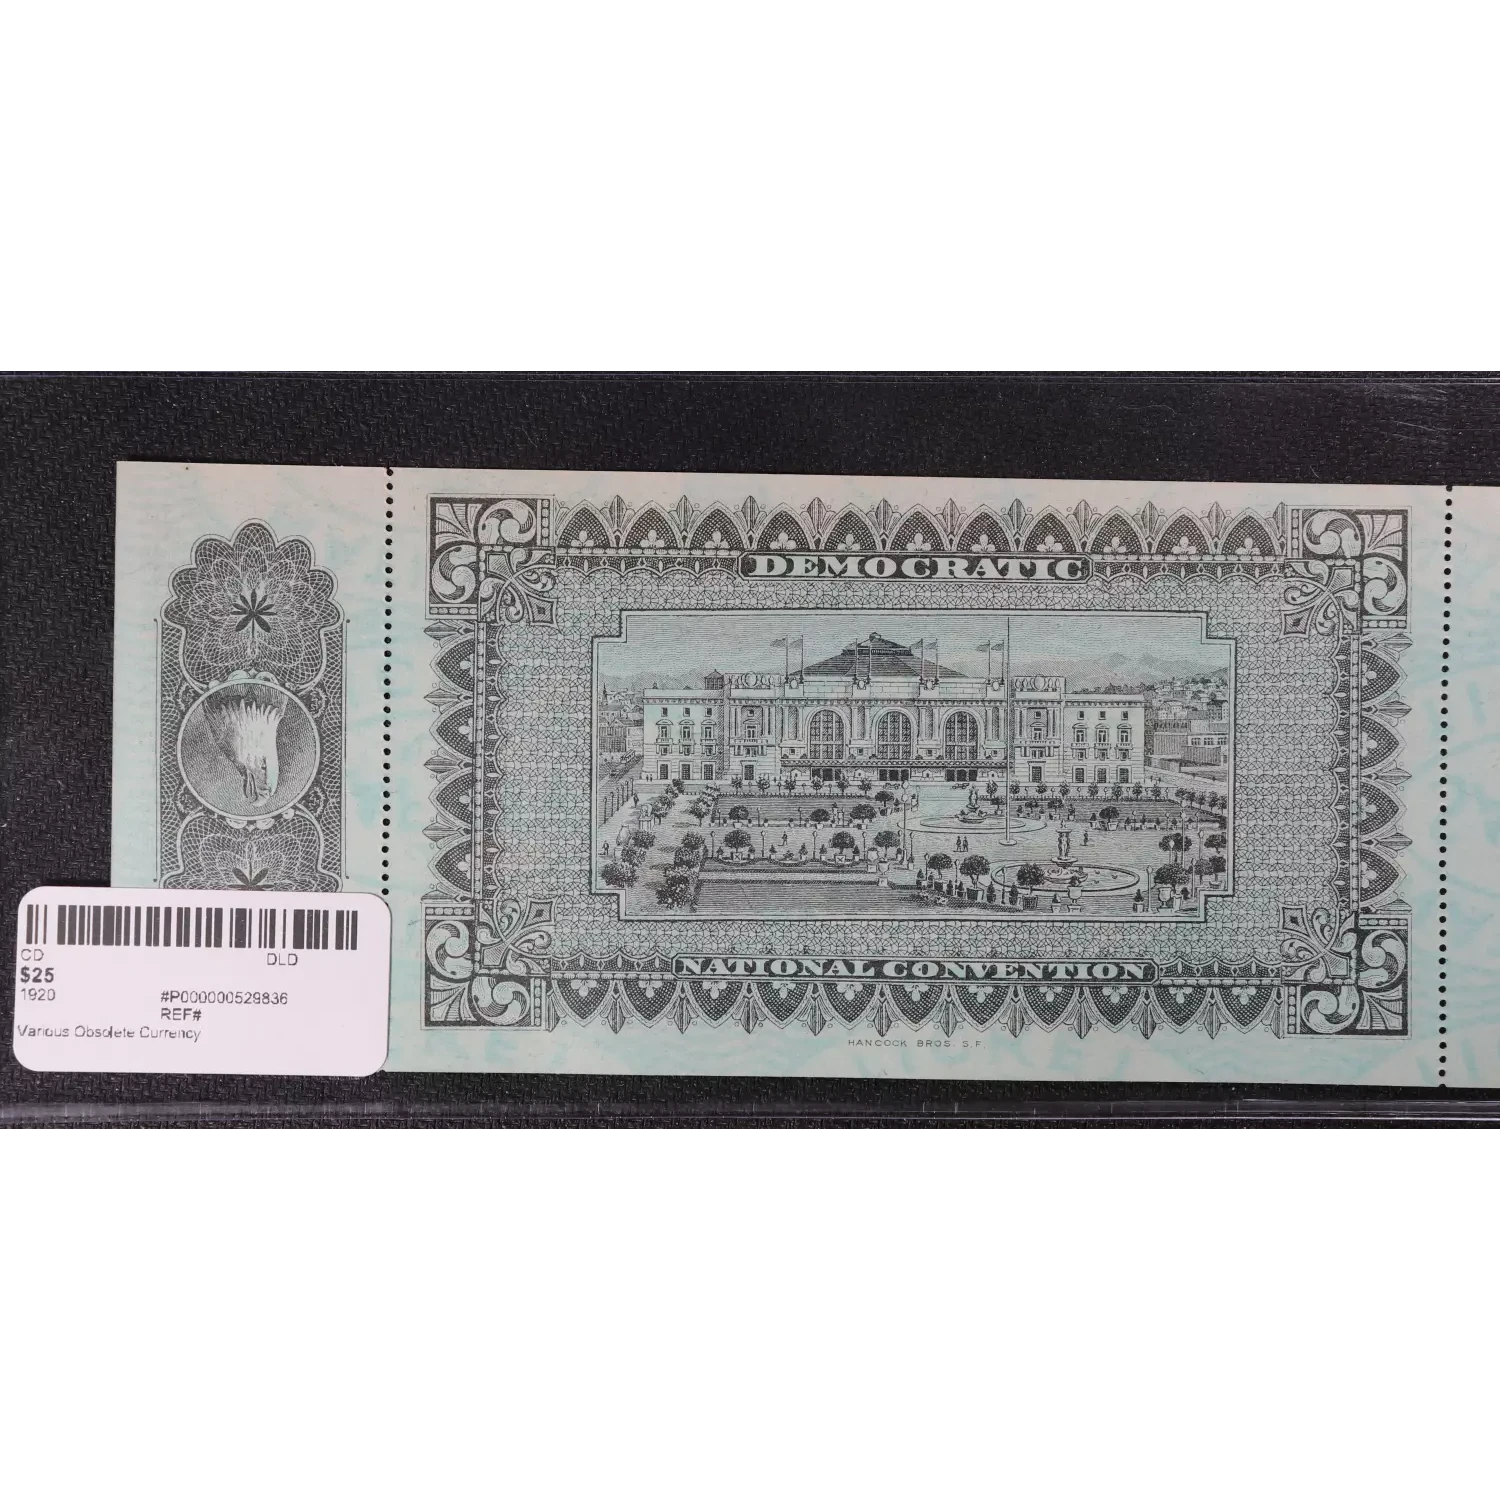 DEMOCRATIC
NATIONAL CONVENTION
HANCOCK BROS. S.F.
CD DLD
$25
1920 #P000000529836
REF#
Various Obsolete Currency